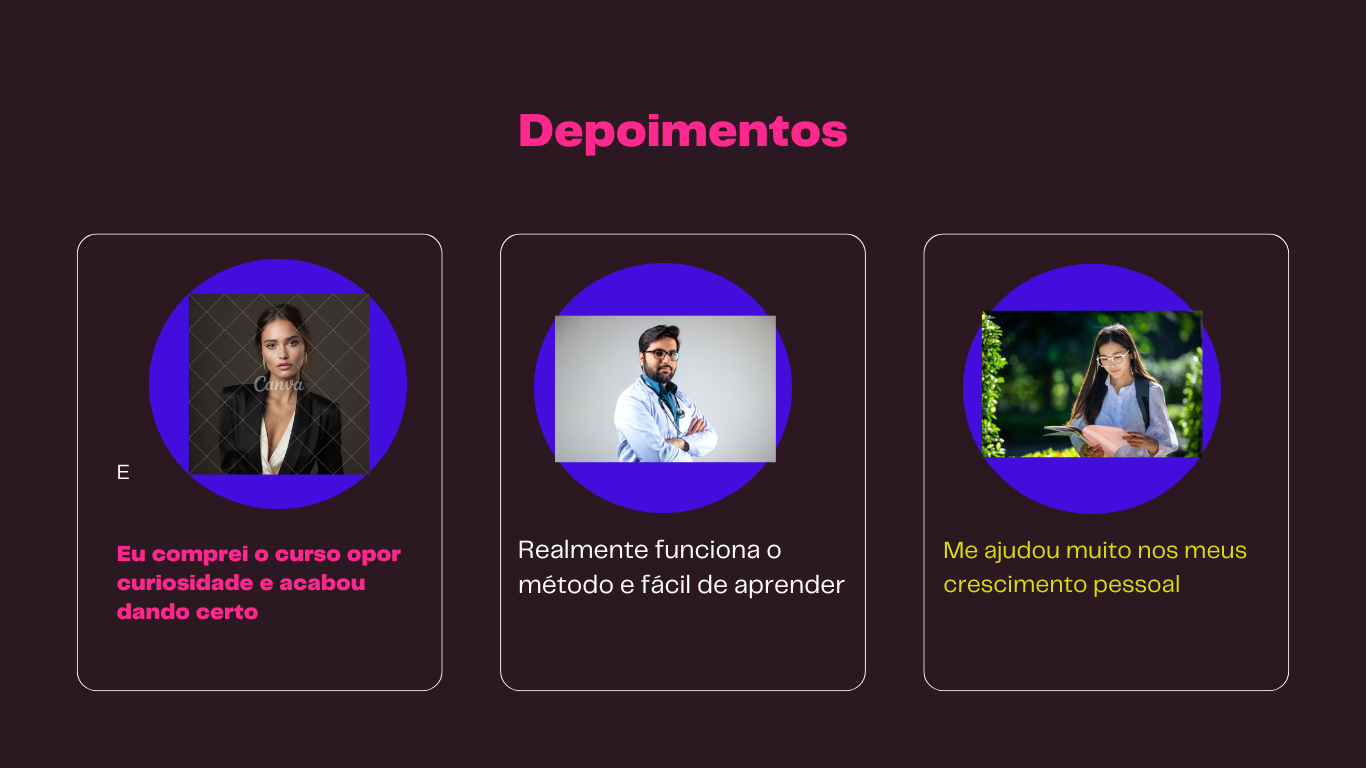 Depoimentos
Canva
E
Eu comprei o curso opor
curiosidade e acabou
dando certo
Realmente funciona o
método e fácil de aprender
Me ajudou muito nos meus
crescimento pessoal